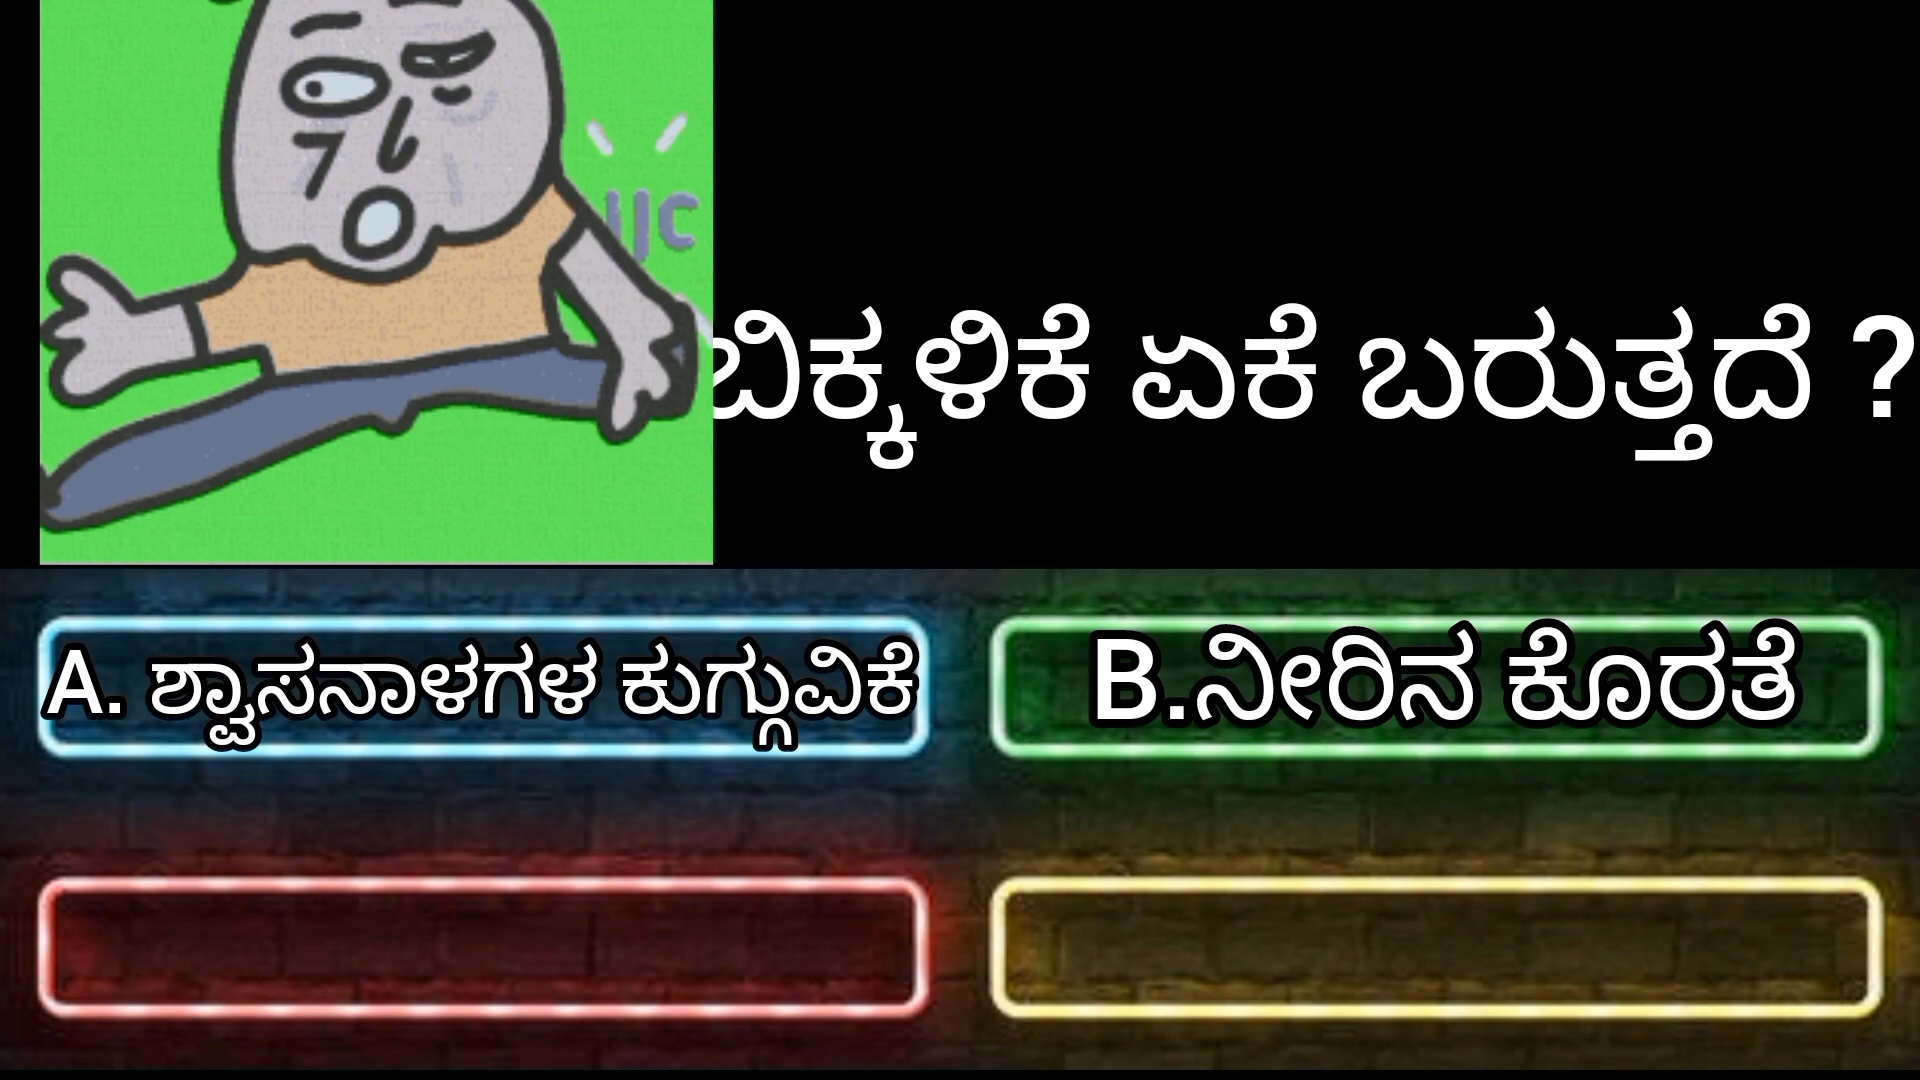 ಬಿಕ್ಕಳಿಕೆ ಏಕೆ ಬರುತ್ತದೆ ?
A. ಶ್ವಾಸನಾಳಗಳ ಕುಗ್ಗುವಿಕೆ
B.ನೀರಿನ ಕೊರತೆ